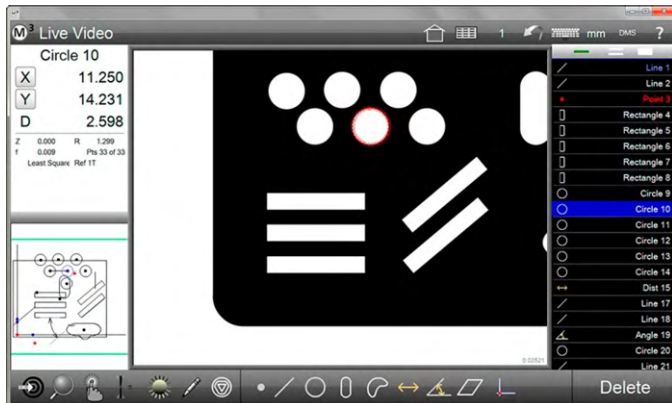 M3 Live Video
1
mm
DMS
?
Circle 10
X 11.250
Y 14.231
D 2.598
Z 0.000 R 1.299
f 0.009 Pts 33 of 33
Least Square Ref 1T
Line 1
Line 2
Point 3
Rectangle 4
Rectangle 5
Rectangle 6
Rectangle 7
Rectangle 8
Circle 9
Circle 10
Circle 11
Circle 12
Circle 13
Circle 14
Dist 15
Line 17
Line 18
Angle 19
Circle 20
Line 21
0.02521
Delete